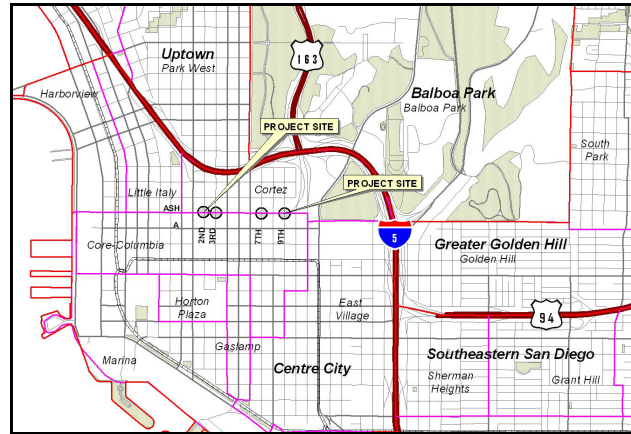 Uptown
Park West
163
Harborview
Balboa Park
Balboa Park
PROJECT SITE
South
Park
Little Italy
Cortez
PROJECT SITE
ASH
A
2ND
3RD
7TH
9TH
Core-Columbia
5
Greater Golden Hill
Golden Hill
Horton
Plaza
East
Village
94
Gaslamp
Marina
Centre City
Southeastern San Diego
Sherman
Heights
Grant Hill